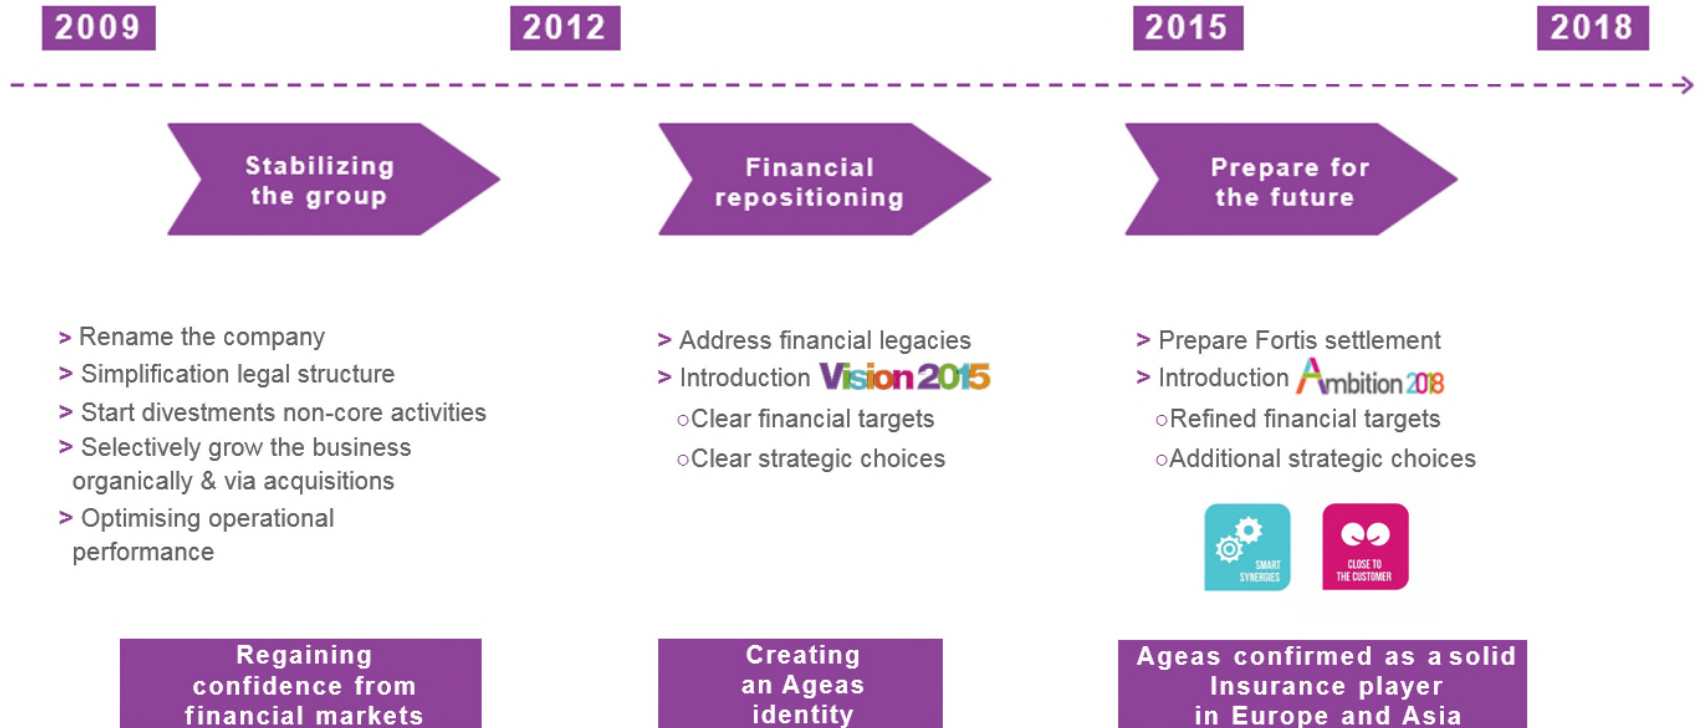 2009
2012
2015
2018
Stabilizing
the group
Financial
repositioning
Prepare for
the future
> Rename the company
> Simplification legal structure
> Start divestments non-core activities
> Selectively grow the business
organically & via acquisitions
> Optimising operational
performance
> Address financial legacies
> Introduction Vision 2015
○Clear financial targets
○Clear strategic choices
> Prepare Fortis settlement
> Introduction Ambition 2018
○Refined financial targets
○Additional strategic choices
SMART
SYNERGIES
CLOSE TO
THE CUSTOMER
Regaining
confidence from
financial markets
Creating
an Ageas
identity
Ageas confirmed as a solid
Insurance player
in Europe and Asia